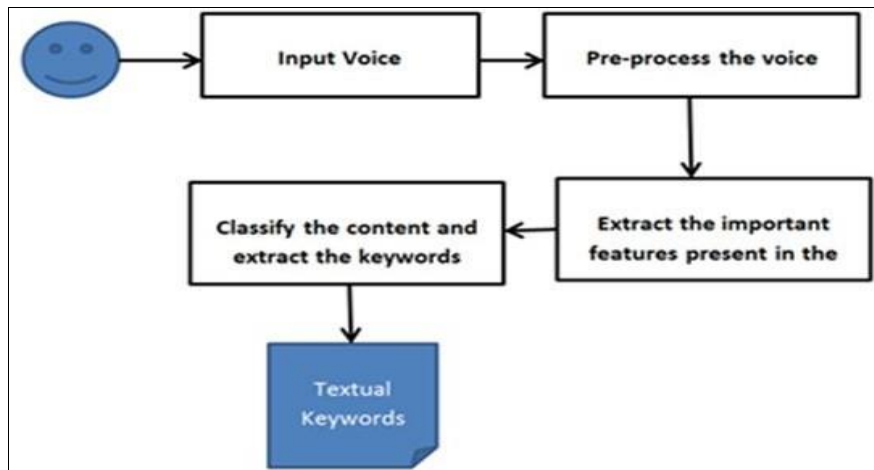 Input Voice
Pre-process the voice
Extract the important
features present in the
Classify the content and
extract the keywords
Textual
Keywords